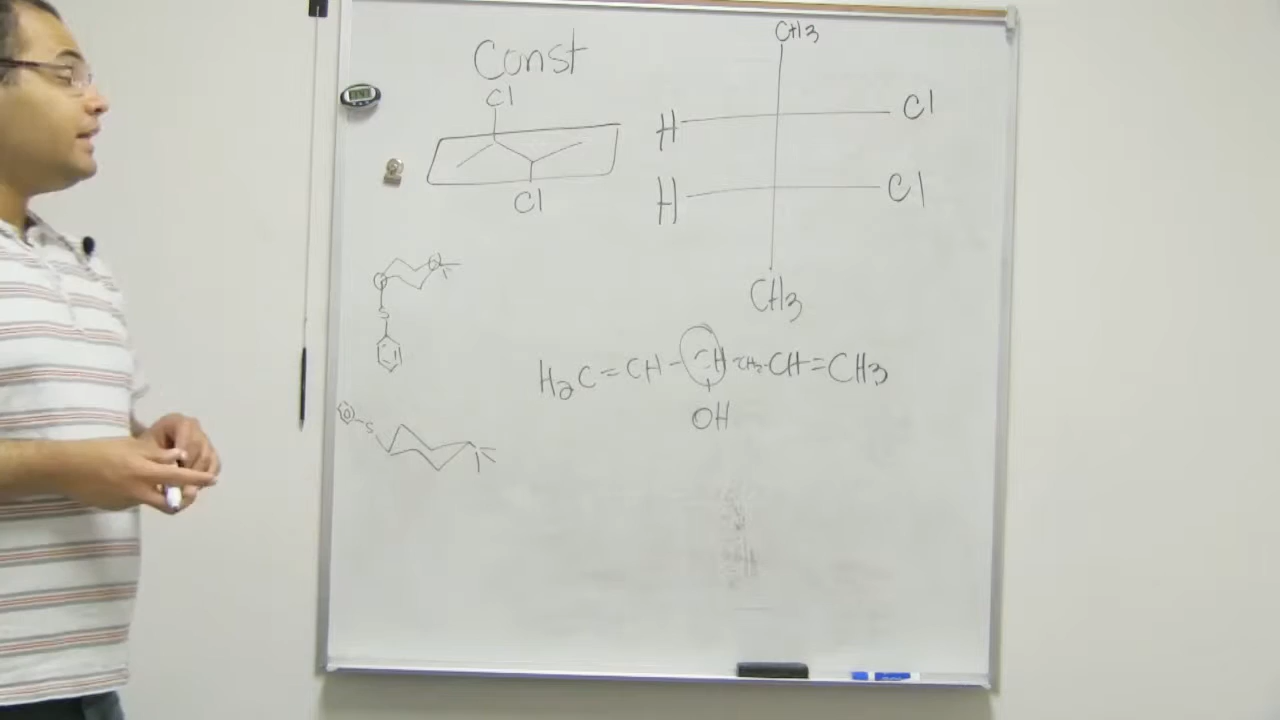 Const
Cl
Cl
CH3
H Cl
H Cl
CH3
S
S
H2C=CH-CH-CH2-CH=CH3
OH